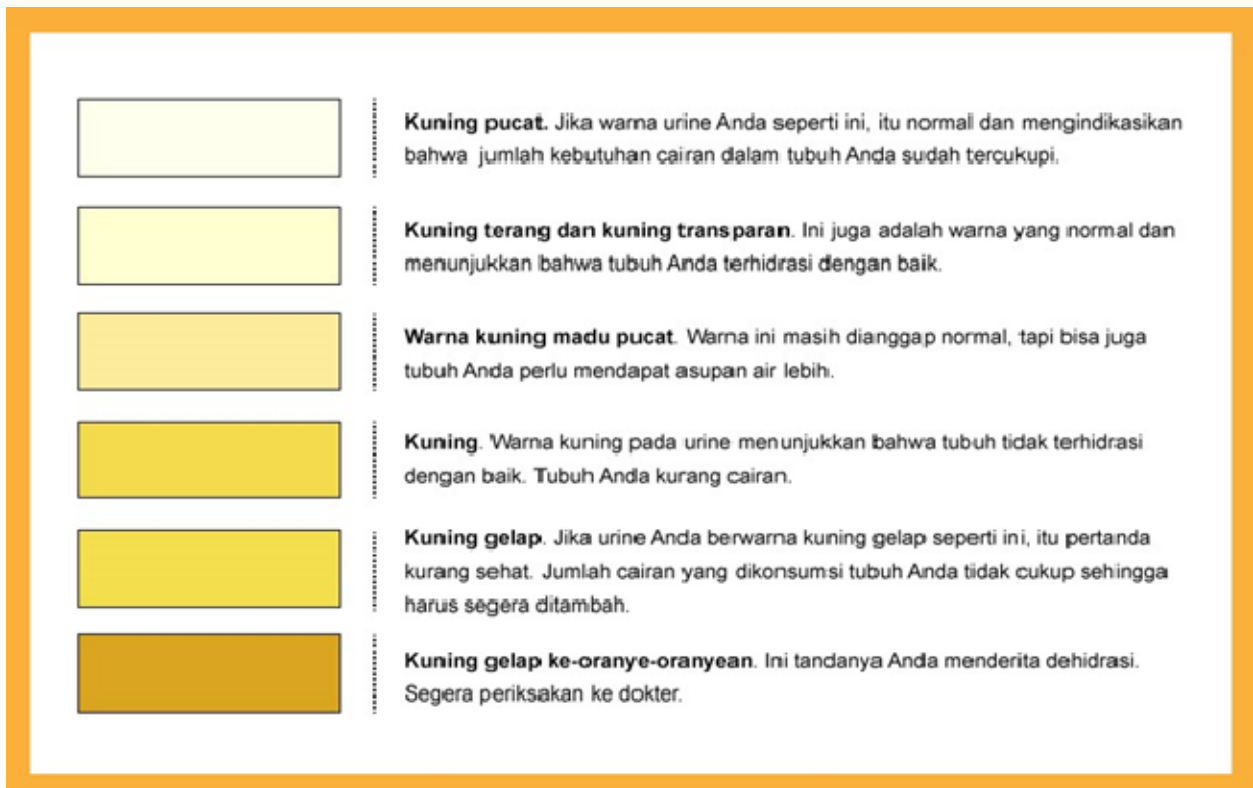 Kuning pucat. Jika warna urine Anda seperti ini, itu normal dan mengindikasikan
bahwa jumlah kebutuhan cairan dalam tubuh Anda sudah tercukupi.
Kuning terang dan kuning transparan. Ini juga adalah warna yang normal dan
menunjukkan bahwa tubuh Anda terhidrasi dengan baik.
Warna kuning madu pucat. Warna ini masih dianggap normal, tapi bisa juga
tubuh Anda perlu mendapat asupan air lebih.
Kuning. Warna kuning pada urine menunjukkan bahwa tubuh tidak terhidrasi
dengan baik. Tubuh Anda kurang cairan.
Kuning gelap. Jika urine Anda berwarna kuning gelap seperti ini, itu pertanda
kurang sehat. Jumlah cairan yang dikonsumsi tubuh Anda tidak cukup sehingga
harus segera ditambah.
Kuning gelap ke-oranye-oranyean. Ini tandanya Anda menderita dehidrasi.
Segera periksakan ke dokter.